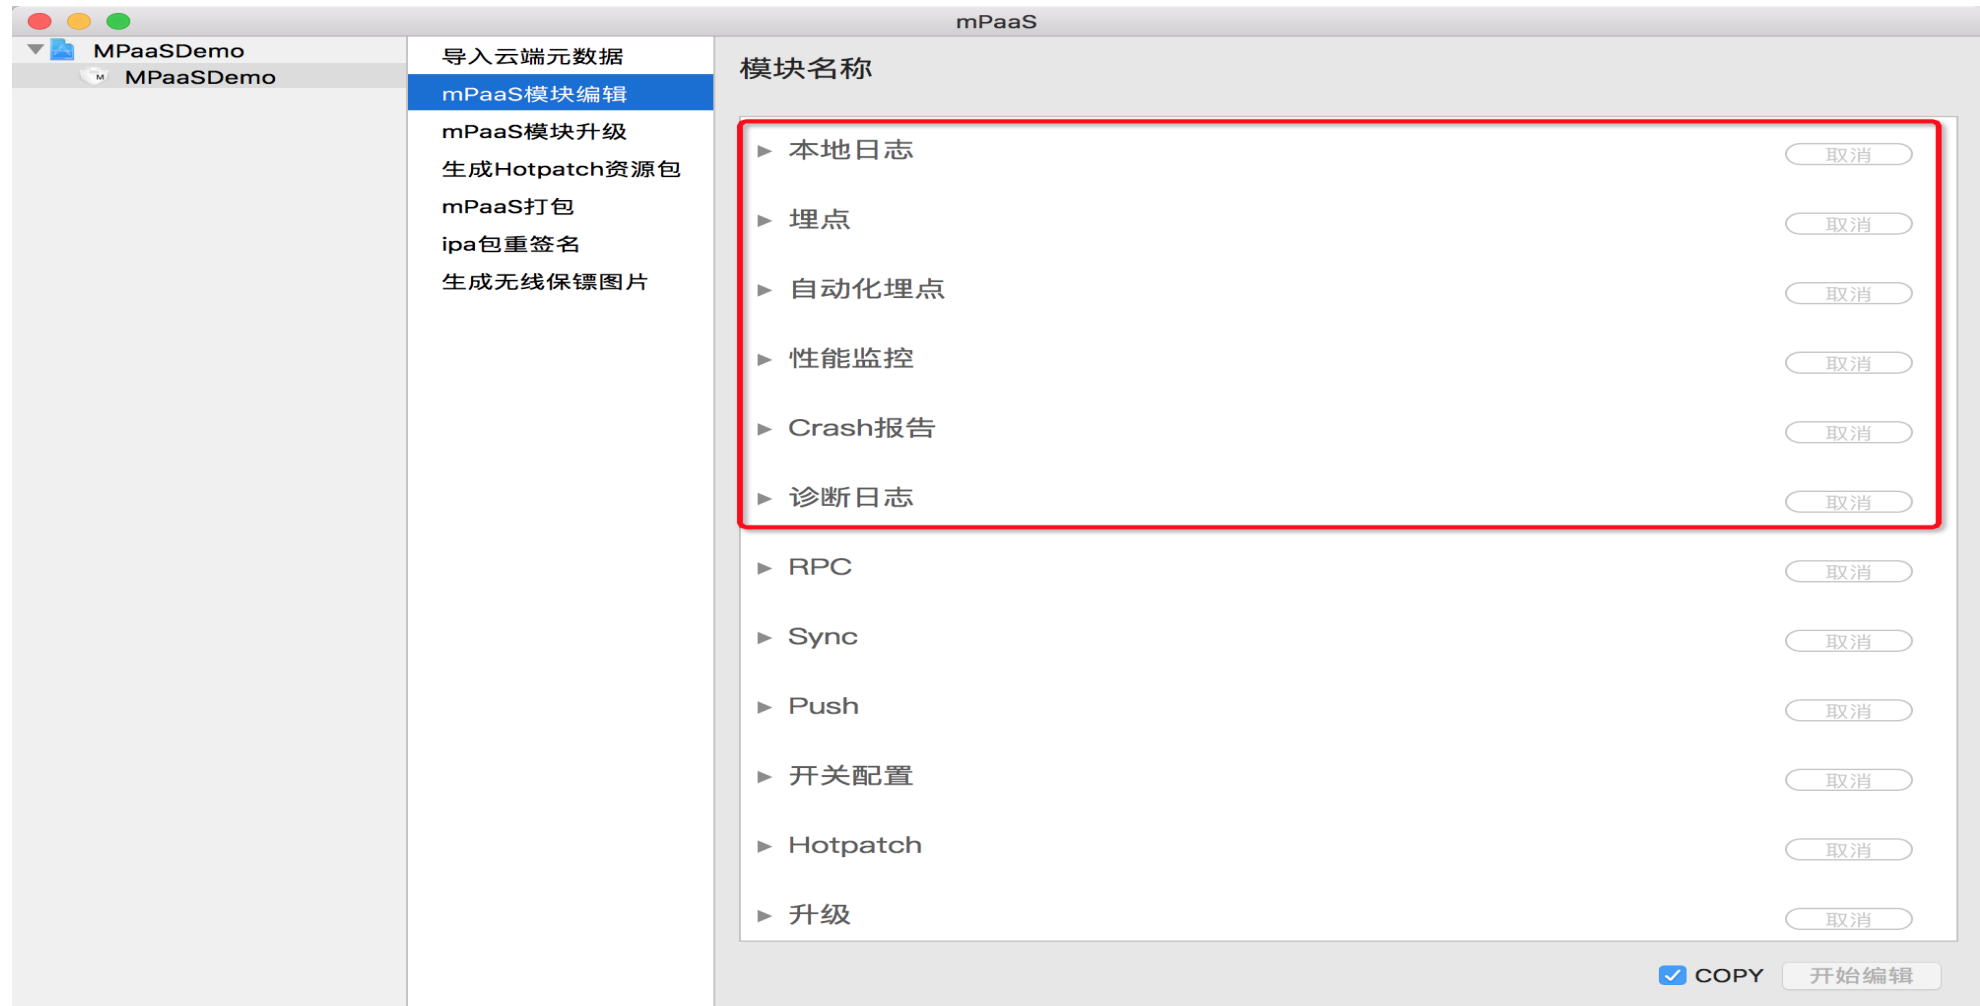 mPaaS
MPaaSDemo
M MPaaSDemo
导入云端元数据
mPaaS模块编辑
mPaaS模块升级
生成Hotpatch资源包
mPaaS打包
ipa包重签名
生成无线保镖图片
模块名称
本地日志 取消
埋点 取消
自动化埋点 取消
性能监控 取消
Crash报告 取消
诊断日志 取消
RPC 取消
Sync 取消
Push 取消
开关配置 取消
Hotpatch 取消
升级 取消
COPY 开始编辑